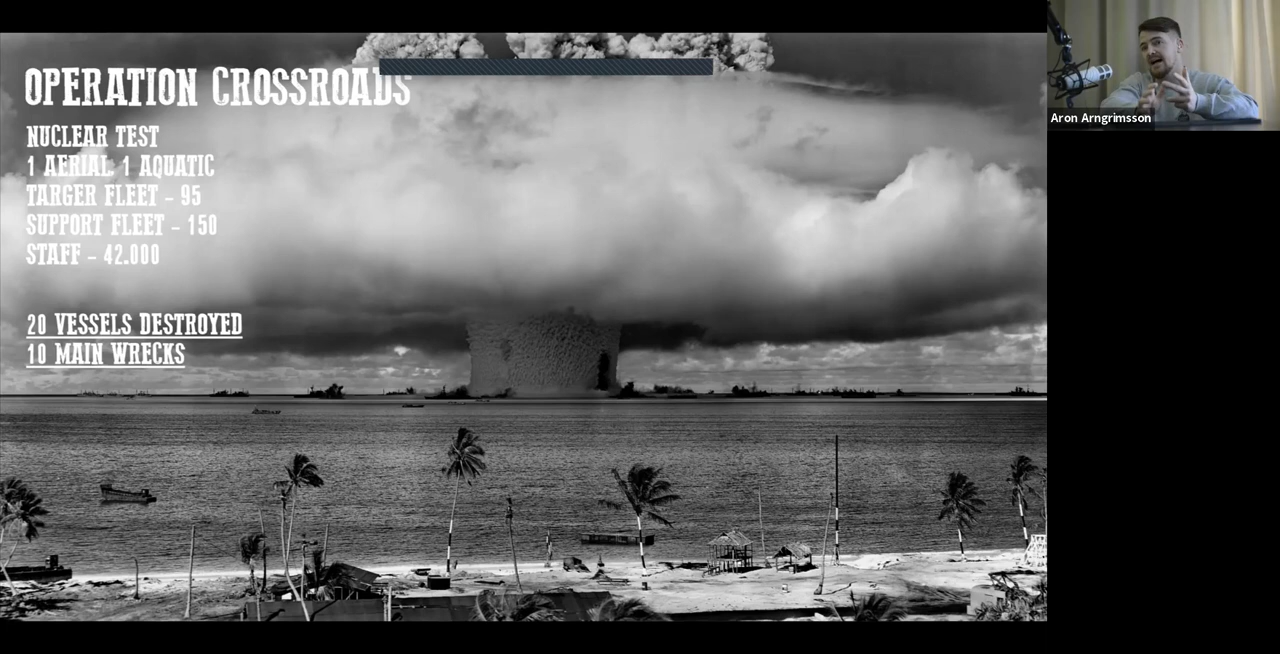 OPERATION CROSSROADS
NUCLEAR TEST
1 AERIAL 1 AQUATIC
TARGER FLEET – 95
SUPPORT FLEET – 150
STAFF – 42.000
20 VESSELS DESTROYED
10 MAIN WRECKS
Aron Arngrimsson